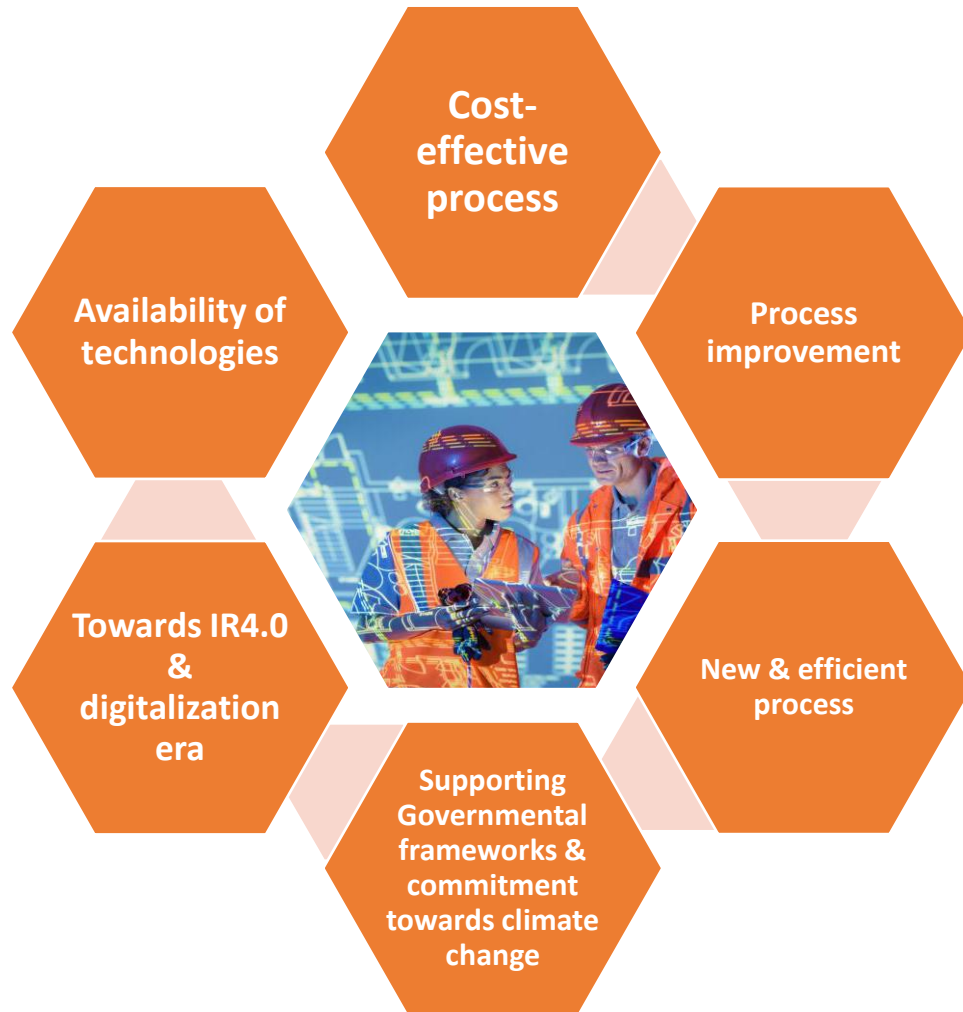 Cost-
effective
process
Process
improvement
New & efficient
process
Supporting
Governmental
frameworks &
commitment
towards climate
change
Towards IR4.0
&
digitalization
era
Availability of
technologies